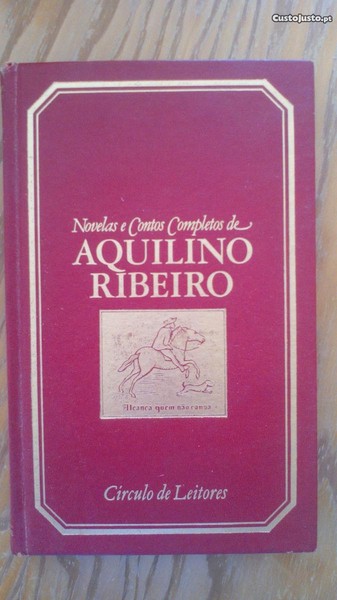 CustoJusto.pt
Novelas e Contos Completos de
AQUILINO
RIBEIRO
Alcança quem não cansa
Círculo de Leitores